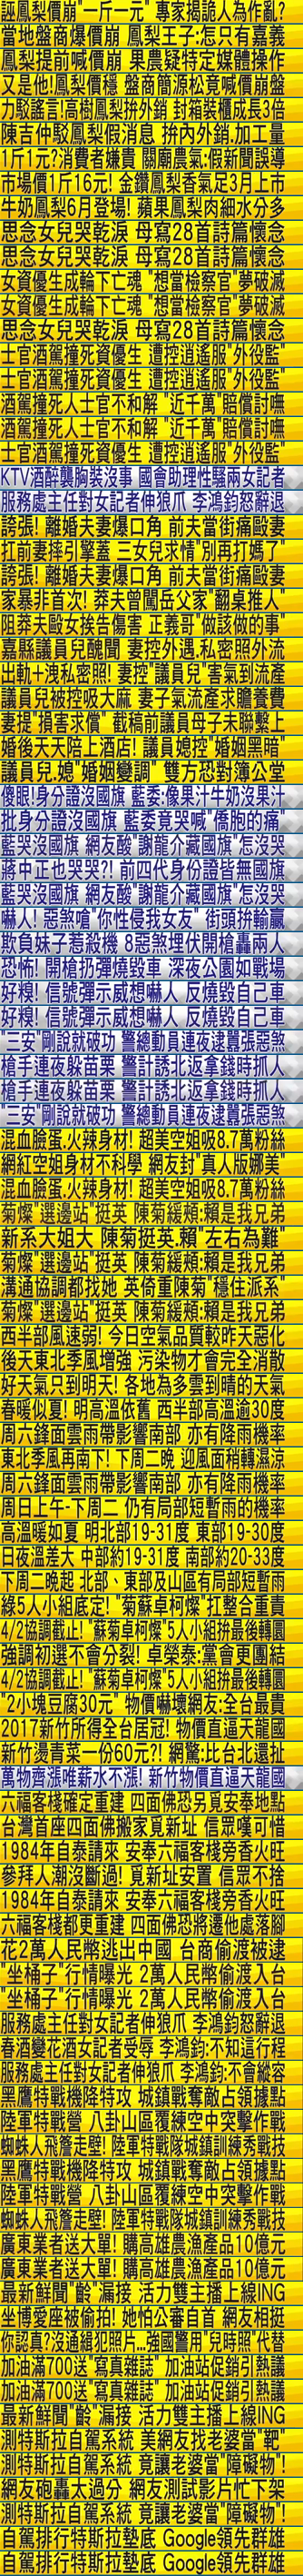 誣鳳梨價崩"一斤一元" 專家揭詭人為作亂?
當地盤商爆價崩 鳳梨王子:怎只有嘉義
鳳梨提前喊價崩 果農疑特定媒體操作
又是他!鳳梨價穩 盤商簡源松竟喊價崩盤
力駁謠言!高樹鳳梨拚外銷 封箱裝櫃成長3倍
陳吉仲駁鳳梨假消息 拚內外銷.加工量
1斤1元?消費者嫌貴 關廟農氣:假新聞誤導
市場價1斤16元! 金鑽鳳梨香氣足3月上市
牛奶鳳梨6月登場! 蘋果鳳梨肉細水分多
思念女兒哭乾淚 母寫28首詩篇懷念
思念女兒哭乾淚 母寫28首詩篇懷念
女資優生成輪下亡魂 "想當檢察官"夢破滅
女資優生成輪下亡魂 "想當檢察官"夢破滅
思念女兒哭乾淚 母寫28首詩篇懷念
士官酒駕撞死資優生 遭控逍遙服"外役監"
士官酒駕撞死資優生 遭控逍遙服"外役監"
酒駕撞死人士官不和解 "近千萬"賠償討嘸
酒駕撞死人士官不和解 "近千萬"賠償討嘸
士官酒駕撞死資優生 遭控逍遙服"外役監"
KTV酒醉襲胸裝沒事 國會助理性騷兩女記者
服務處主任對女記者伸狼爪 李鴻鈞怒辭退
誇張! 離婚夫妻爆口角 前夫當街痛毆妻
扛前妻摔引擎蓋 三女兒求情"別再打媽了"
誇張! 離婚夫妻爆口角 前夫當街痛毆妻
家暴非首次! 莽夫曾闖岳父家"翻桌推人"
阻莽夫毆女挨告傷害 正義哥"做該做的事"
嘉縣議員兒醜聞 妻控外遇.私密照外流
出軌+洩私密照! 妻控"議員兒"害氣到流產
議員兒被控吸大麻 妻子氣流產求贍養費
妻提"損害求償" 截稿前議員母子未聯繫上
婚後天天陪上酒店! 議員媳控"婚姻黑暗"
議員兒.媳"婚姻變調" 雙方恐對簿公堂
傻眼!身分證沒國旗 藍委:像果汁牛奶沒果汁
批身分證沒國旗 藍委竟哭喊"僑胞的痛"
藍哭沒國旗 網友酸"謝龍介藏國旗"怎沒哭
蔣中正也哭哭?! 前四代身份證皆無國旗
藍哭沒國旗 網友酸"謝龍介藏國旗"怎沒哭
嚇人! 惡煞嗆"你性侵我女友" 街頭拚輸贏
欺負妹子惹殺機 8惡煞埋伏開槍轟兩人
恐怖! 開槍扔彈燒毀車 深夜公園如戰場
好糗! 信號彈示威想嚇人 反燒毀自己車
好糗! 信號彈示威想嚇人 反燒毀自己車
"三安"剛說就破功 警總動員連夜逮囂張惡煞
槍手連夜躲苗栗 警計誘北返拿錢時抓人
槍手連夜躲苗栗 警計誘北返拿錢時抓人
"三安"剛說就破功 警總動員連夜逮囂張惡煞
混血臉蛋.火辣身材! 超美空姐吸8.7萬粉絲
網紅空姐身材不科學 網友封"真人版娜美"
混血臉蛋.火辣身材! 超美空姐吸8.7萬粉絲
菊燦"選邊站"挺英 陳菊緩頰:賴是我兄弟
新系大姐大 陳菊挺英.賴"左右為難"
菊燦"選邊站"挺英 陳菊緩頰:賴是我兄弟
溝通協調都找她 英倚重陳菊"穩住派系"
菊燦"選邊站"挺英 陳菊緩頰:賴是我兄弟
西半部風速弱! 今日空氣品質較昨天惡化
後天東北季風增強 污染物才會完全消散
好天氣只到明天! 各地為多雲到晴的天氣
春暖似夏! 明高溫依舊 西半部高溫逾30度
周六鋒面雲雨帶影響南部 亦有降雨機率
東北季風再南下! 下周二晚 迎風面稍轉濕涼
周六鋒面雲雨帶影響南部 亦有降雨機率
周日上午-下周二 仍有局部短暫雨的機率
高溫暖如夏 明北部19-31度 東部19-30度
日夜溫差大 中部約19-31度 南部約20-33度
下周二晚起 北部、東部及山區有局部短暫雨
綠5人小組底定! "菊蘇卓柯燦"扛整合重責
4/2協調截止! "蘇菊卓柯燦"5人小組拚最後轉圜
強調初選不會分裂! 卓榮泰:黨會更團結
4/2協調截止! "蘇菊卓柯燦"5人小組拚最後轉圜
"2小塊豆腐30元" 物價嚇壞網友:全台最貴
2017新竹所得全台居冠! 物價直逼天龍國
新竹燙青菜一份60元?! 網驚:比台北還扯
萬物齊漲唯薪水不漲! 新竹物價直逼天龍國
六福客棧確定重建 四面佛恐另覓安奉地點
台灣首座四面佛搬家覓新址 信眾嘆可惜
1984年自泰請來 安奉六福客棧旁香火旺
參拜人潮沒斷過! 覓新址安置 信眾不捨
1984年自泰請來 安奉六福客棧旁香火旺
六福客棧都更重建 四面佛恐將遷他處落腳
花2萬人民幣逃出中國 台商偷渡被逮
"坐桶子"行情曝光 2萬人民幣偷渡入台
"坐桶子"行情曝光 2萬人民幣偷渡入台
服務處主任對女記者伸狼爪 李鴻鈞怒辭退
春酒變花酒女記者受辱 李鴻鈞:不知這行程
服務處主任對女記者伸狼爪 李鴻鈞:不會縱容
黑鷹特戰機降特攻 城鎮戰奪敵占領據點
陸軍特戰營 八卦山區覆練空中突擊作戰
蜘蛛人飛簷走壁! 陸軍特戰隊城鎮訓練秀戰技
黑鷹特戰機降特攻 城鎮戰奪敵占領據點
陸軍特戰營 八卦山區覆練空中突擊作戰
蜘蛛人飛簷走壁! 陸軍特戰隊城鎮訓練秀戰技
廣東業者送大單! 購高雄農漁產品10億元
廣東業者送大單! 購高雄農漁產品10億元
最新鮮聞"齡"漏接 活力雙主播上線ING
坐博愛座被偷拍! 她怕公審自首 網友相挺
你認真?沒通緝犯照片...強國警用"兒時照"代替
加油滿700送"寫真雜誌" 加油站促銷引熱議
加油滿700送"寫真雜誌" 加油站促銷引熱議
最新鮮聞"齡"漏接 活力雙主播上線ING
測特斯拉自駕系統 美網友找老婆當"靶"
測特斯拉自駕系統 竟讓老婆當"障礙物"!
網友砲轟太過分 網友測試影片忙下架
測特斯拉自駕系統 竟讓老婆當"障礙物"!
自駕排行特斯拉墊底 Google領先群雄
自駕排行特斯拉墊底 Google領先群雄